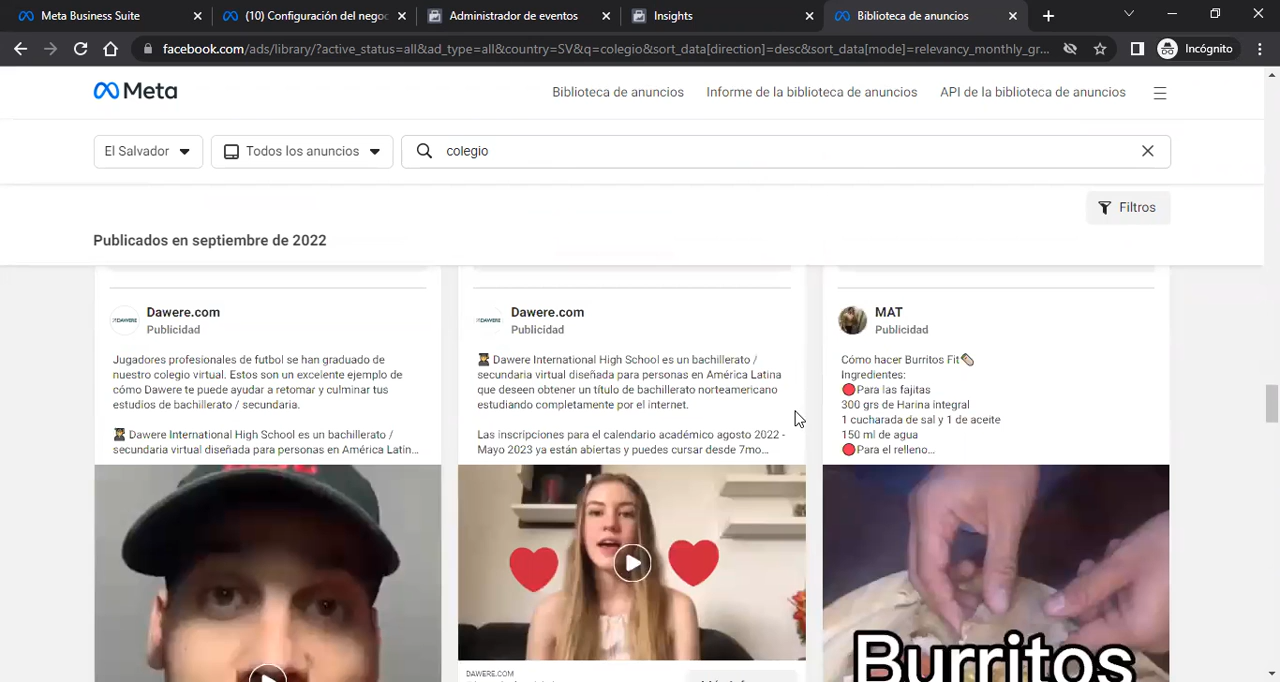 Meta Business Suite
(10) Configuración del negoc
Administrador de eventos
Insights
Biblioteca de anuncios
facebook.com/ads/library/?active_status=all&ad_type=all&country=SV&q=colegio&sort_data[direction]=desc&sort_data[mode]=relevancy_monthly_gr...
Incógnito
Meta
Biblioteca de anuncios
Informe de la biblioteca de anuncios
API de la biblioteca de anuncios
El Salvador
Todos los anuncios
colegio
Filtros
Publicados en septiembre de 2022
Dawere.com
Publicidad
Jugadores profesionales de futbol se han graduado de
nuestro colegio virtual. Estos son un excelente ejemplo de
cómo Dawere te puede ayudar a retomar y culminar tus
estudios de bachillerato / secundaria.
Dawere International High School es un bachillerato /
secundaria virtual diseñada para personas en América Latin...
Dawere.com
Publicidad
Dawere International High School es un bachillerato /
secundaria virtual diseñada para personas en América Latina
que deseen obtener un título de bachillerato norteamericano
estudiando completamente por el internet.
Las inscripciones para el calendario académico agosto 2022 -
Mayo 2023 ya están abiertas y puedes cursar desde 7mo...
DAWERE.COM
MAT
Publicidad
Cómo hacer Burritos Fit
Ingredientes:
Para las fajitas
300 grs de Harina integral
1 cucharada de sal y 1 de aceite
150 ml de agua
Para el relleno...
Burritos